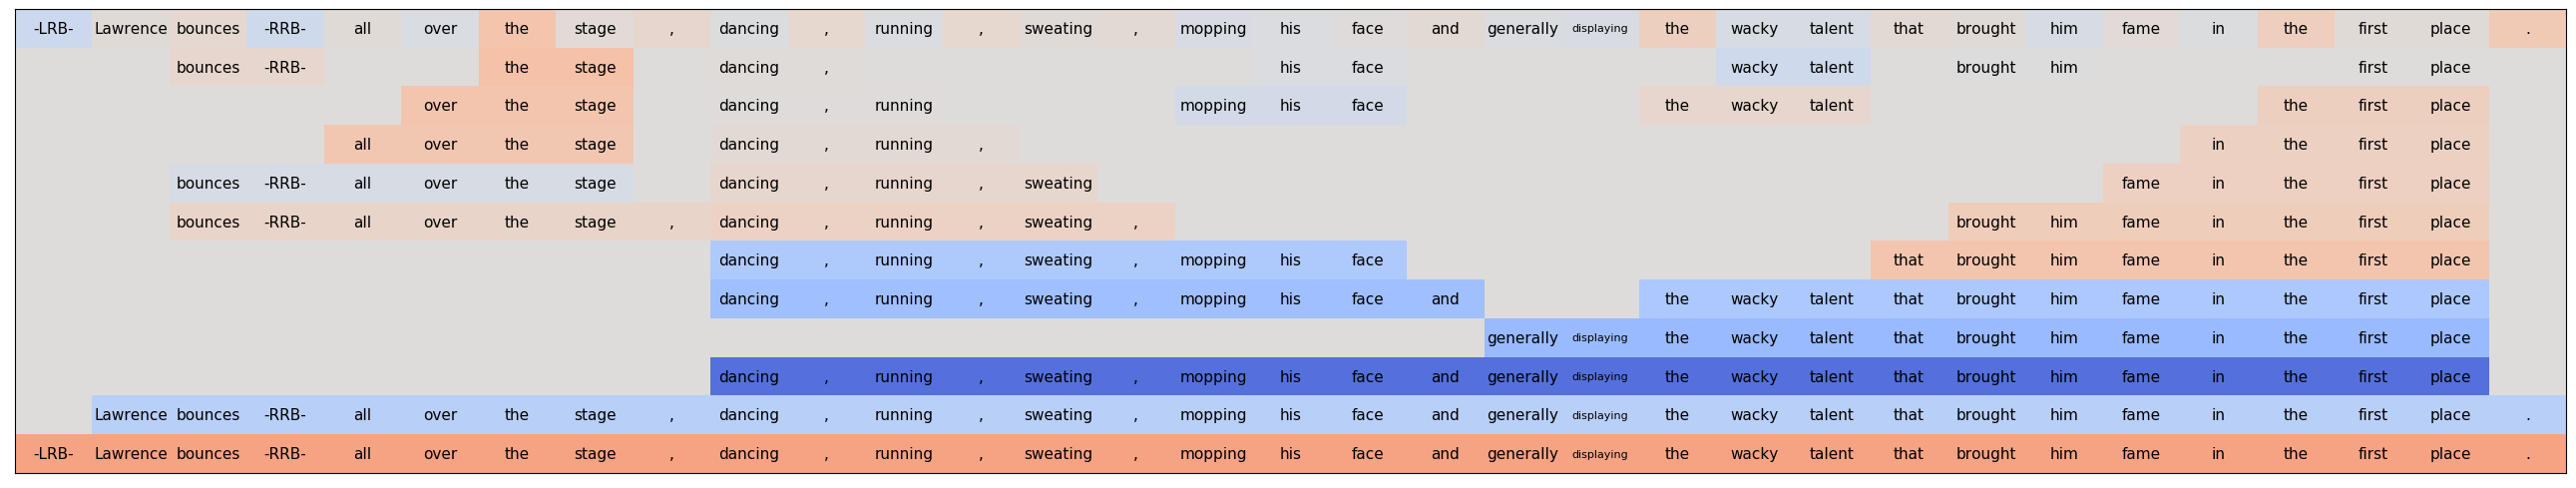 -LRB- Lawrence bounces -RRB- all over the stage , dancing , running , sweating , mopping his face and generally displaying the wacky talent that brought him fame in the first place .
bounces -RRB- the stage dancing , his face wacky talent brought him first place
over the stage dancing , running mopping his face the wacky talent the first place
all over the stage dancing , running , in the first place
bounces -RRB- all over the stage dancing , running , sweating fame in the first place
bounces -RRB- all over the stage , dancing , running , sweating , brought him fame in the first place
dancing , running , sweating , mopping his face that brought him fame in the first place
dancing , running , sweating , mopping his face and the wacky talent that brought him fame in the first place
generally displaying the wacky talent that brought him fame in the first place
dancing , running , sweating , mopping his face and generally displaying the wacky talent that brought him fame in the first place
Lawrence bounces -RRB- all over the stage , dancing , running , sweating , mopping his face and generally displaying the wacky talent that brought him fame in the first place .
-LRB- Lawrence bounces -RRB- all over the stage , dancing , running , sweating , mopping his face and generally displaying the wacky talent that brought him fame in the first place .